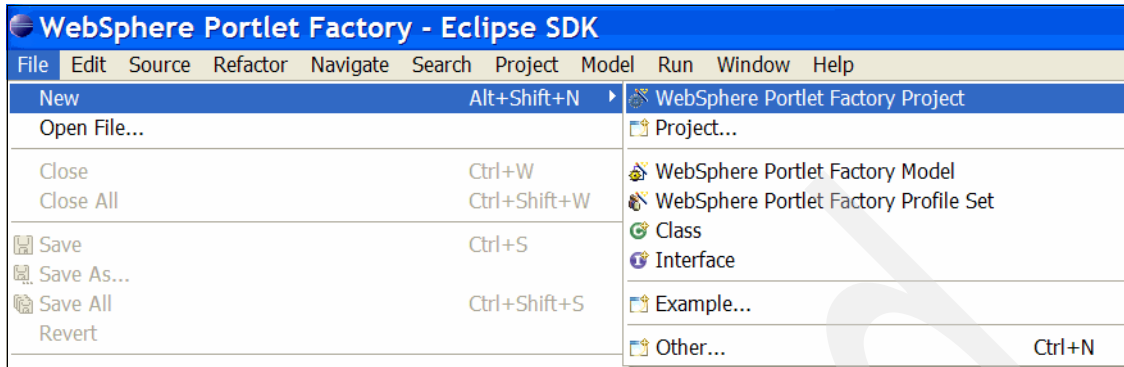 WebSphere Portlet Factory - Eclipse SDK
File Edit Source Refactor Navigate Search Project Model Run Window Help
New Alt+Shift+N
Open File...
Close Ctrl+W
Close All Ctrl+Shift+W
Save Ctrl+S
Save As...
Save All Ctrl+Shift+S
Revert
WebSphere Portlet Factory Project
Project...
WebSphere Portlet Factory Model
WebSphere Portlet Factory Profile Set
Class
Interface
Example...
Other... Ctrl+N